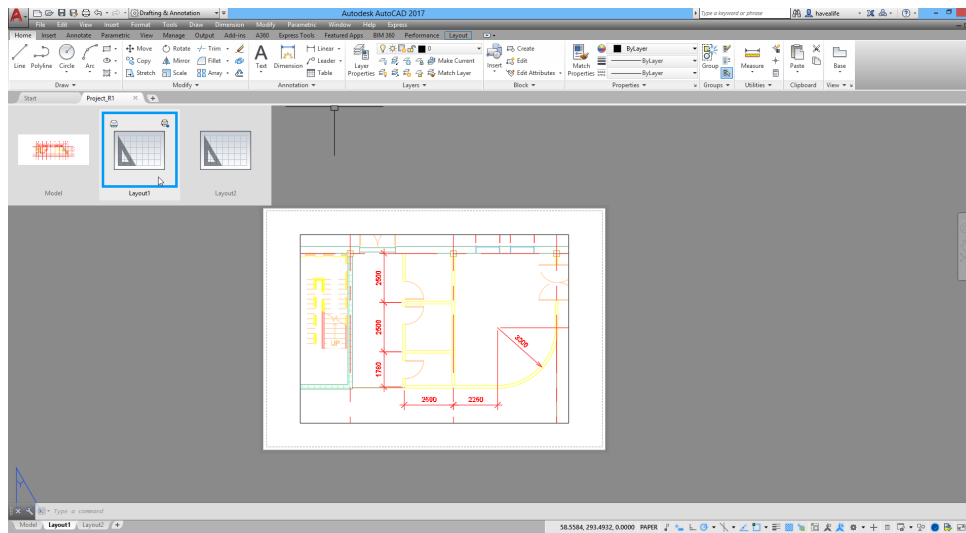 Drafting & Annotation
Autodesk AutoCAD 2017
Type a keyword or phrase
havealife
File Edit View Insert Format Tools Draw Dimension Modify Parametric Window Help Express
Home Insert Annotate Parametric View Manage Output Add-ins A360 Express Tools Featured Apps BIM 360 Performance Layout
Line Polyline Circle Arc
Move Rotate Trim
Copy Mirror Fillet
Stretch Scale Array
Text Dimension
Linear
Leader
Table
Layer Properties
0
Make Current
Match Layer
Insert
Create
Edit
Edit Attributes
Match Properties
ByLayer
ByLayer
ByLayer
Group
Measure
Paste
Base
Draw Modify Annotation Layers Block Properties Groups Utilities Clipboard View
Start Project_R1
Model Layout1 Layout2
2500
2500
1760
3000
UP
2500 2250
Y
Type a command
Model Layout1 Layout2
58.5584, 293.4932, 0.0000 PAPER